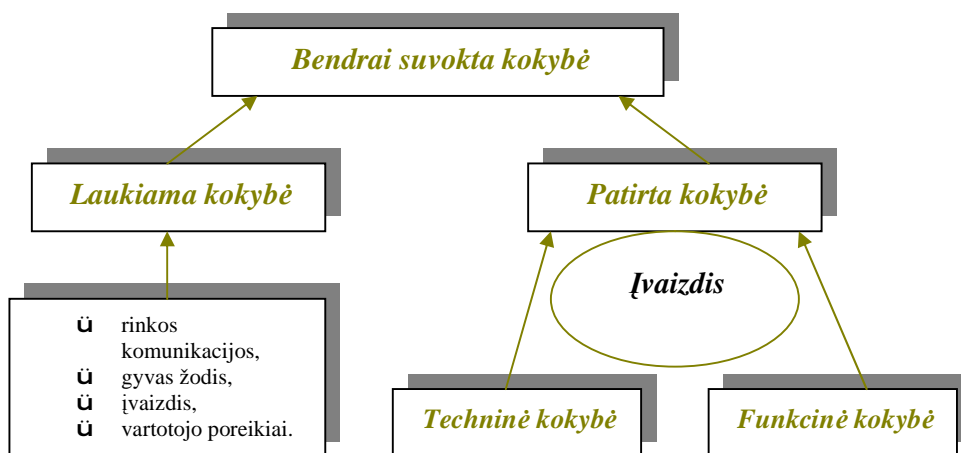 Bendrai suvokta kokybė
Laukiama kokybė
Patirta kokybė
Įvaizdis
ü rinkos
komunikacijos,
ü gyvas žodis,
ü įvaizdis,
ü vartotojo poreikiai.
Techninė kokybė
Funkcinė kokybė